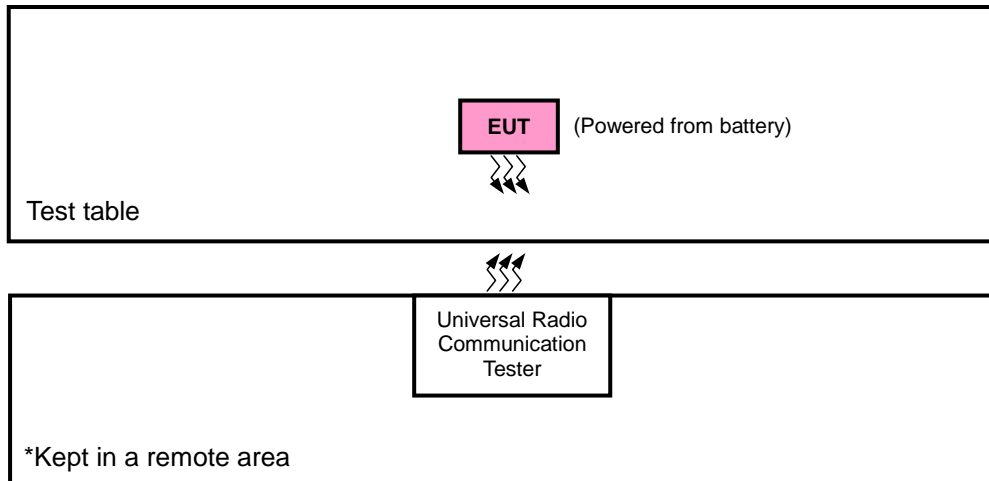 EUT
(Powered from battery)
Test table
Universal Radio
Communication
Tester
*Kept in a remote area